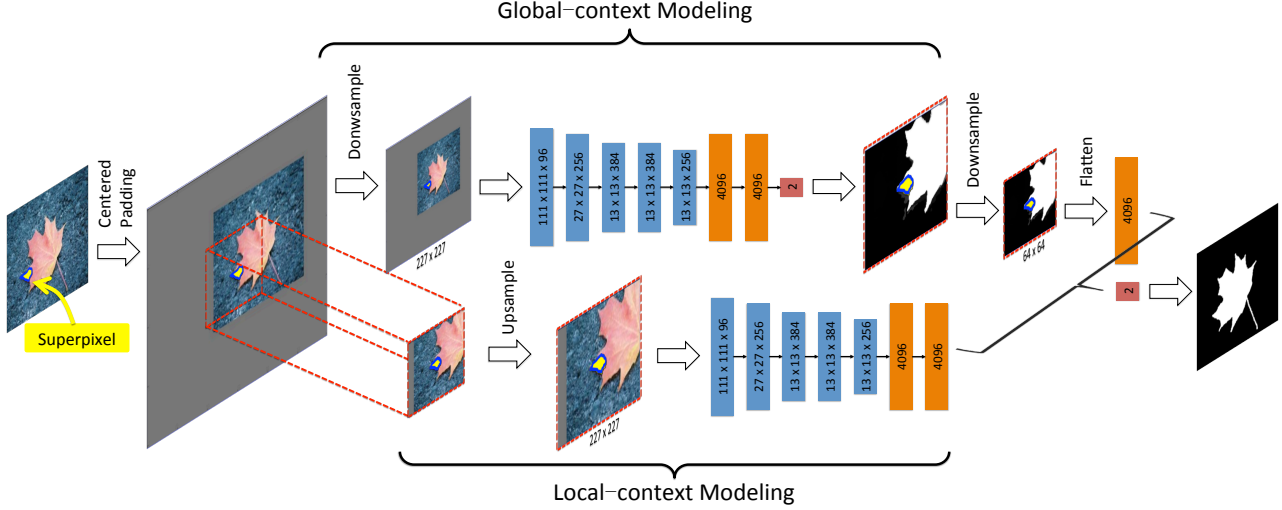 Global-context Modeling
Superpixel
Centered
Padding
Donwsample
227 x 227
111 x 111 x 96
27 x 27 x 256
13 x 13 x 384
13 x 13 x 384
13 x 13 x 256
4096
4096
2
Downsample
64 x 64
Flatten
4096
2
Upsample
227 x 227
111 x 111 x 96
27 x 27 x 256
13 x 13 x 384
13 x 13 x 384
13 x 13 x 256
4096
4096
Local-context Modeling